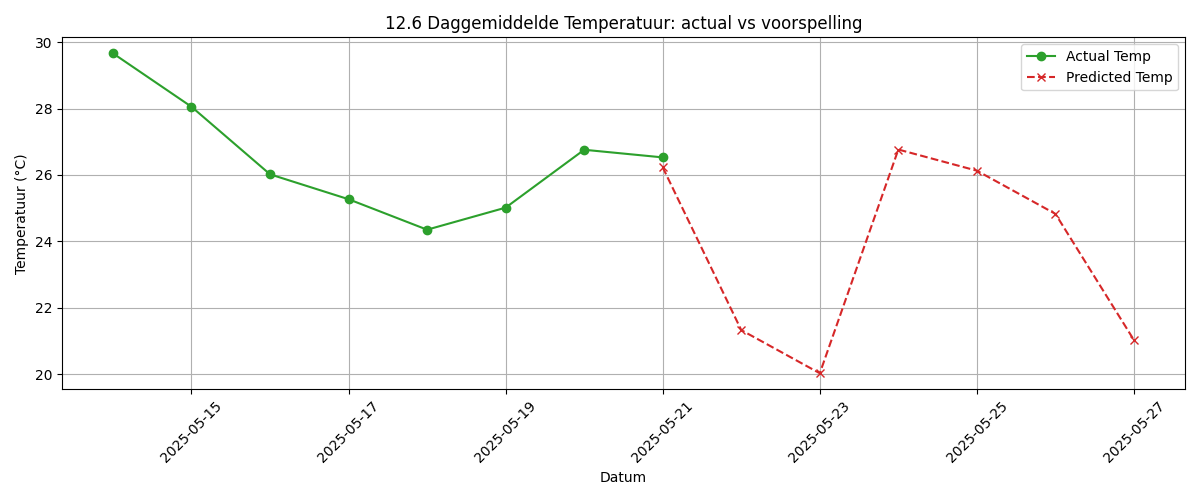 12.6 Daggemiddelde Temperatuur: actual vs voorspelling
Actual Temp
Predicted Temp
Temperatuur (°C)
30
28
26
24
22
20
2025-05-15
2025-05-17
2025-05-19
2025-05-21
2025-05-23
2025-05-25
2025-05-27
Datum